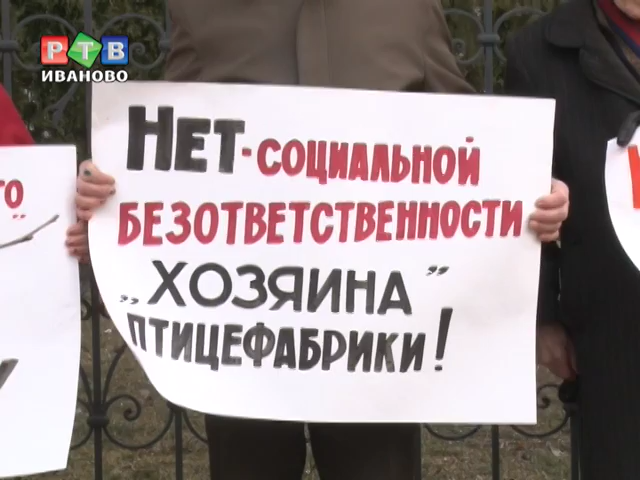 РТВ
ИВАНОВО
НЕТ-СОЦИАЛЬНОЙ
БЕЗОТВЕТСТВЕННОСТИ
„ХОЗЯИНА”
ПТИЦЕФАБРИКИ!